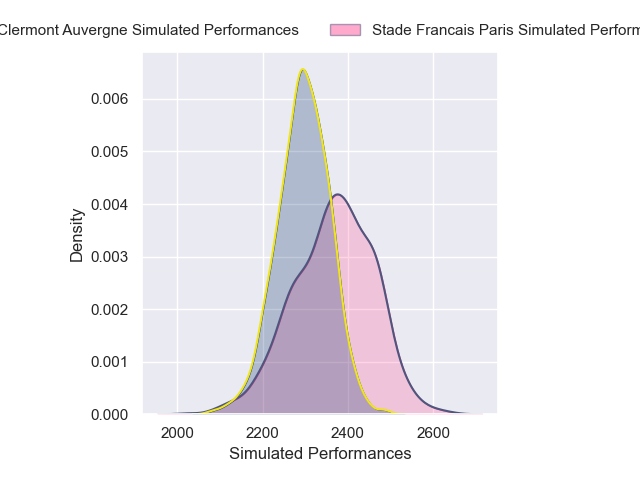 Clermont Auvergne Simulated Performances
Stade Francais Paris Simulated Perform
0.006
0.005
0.004
0.003
0.002
0.001
0.000
Density
2000 2200 2400 2600
Simulated Performances